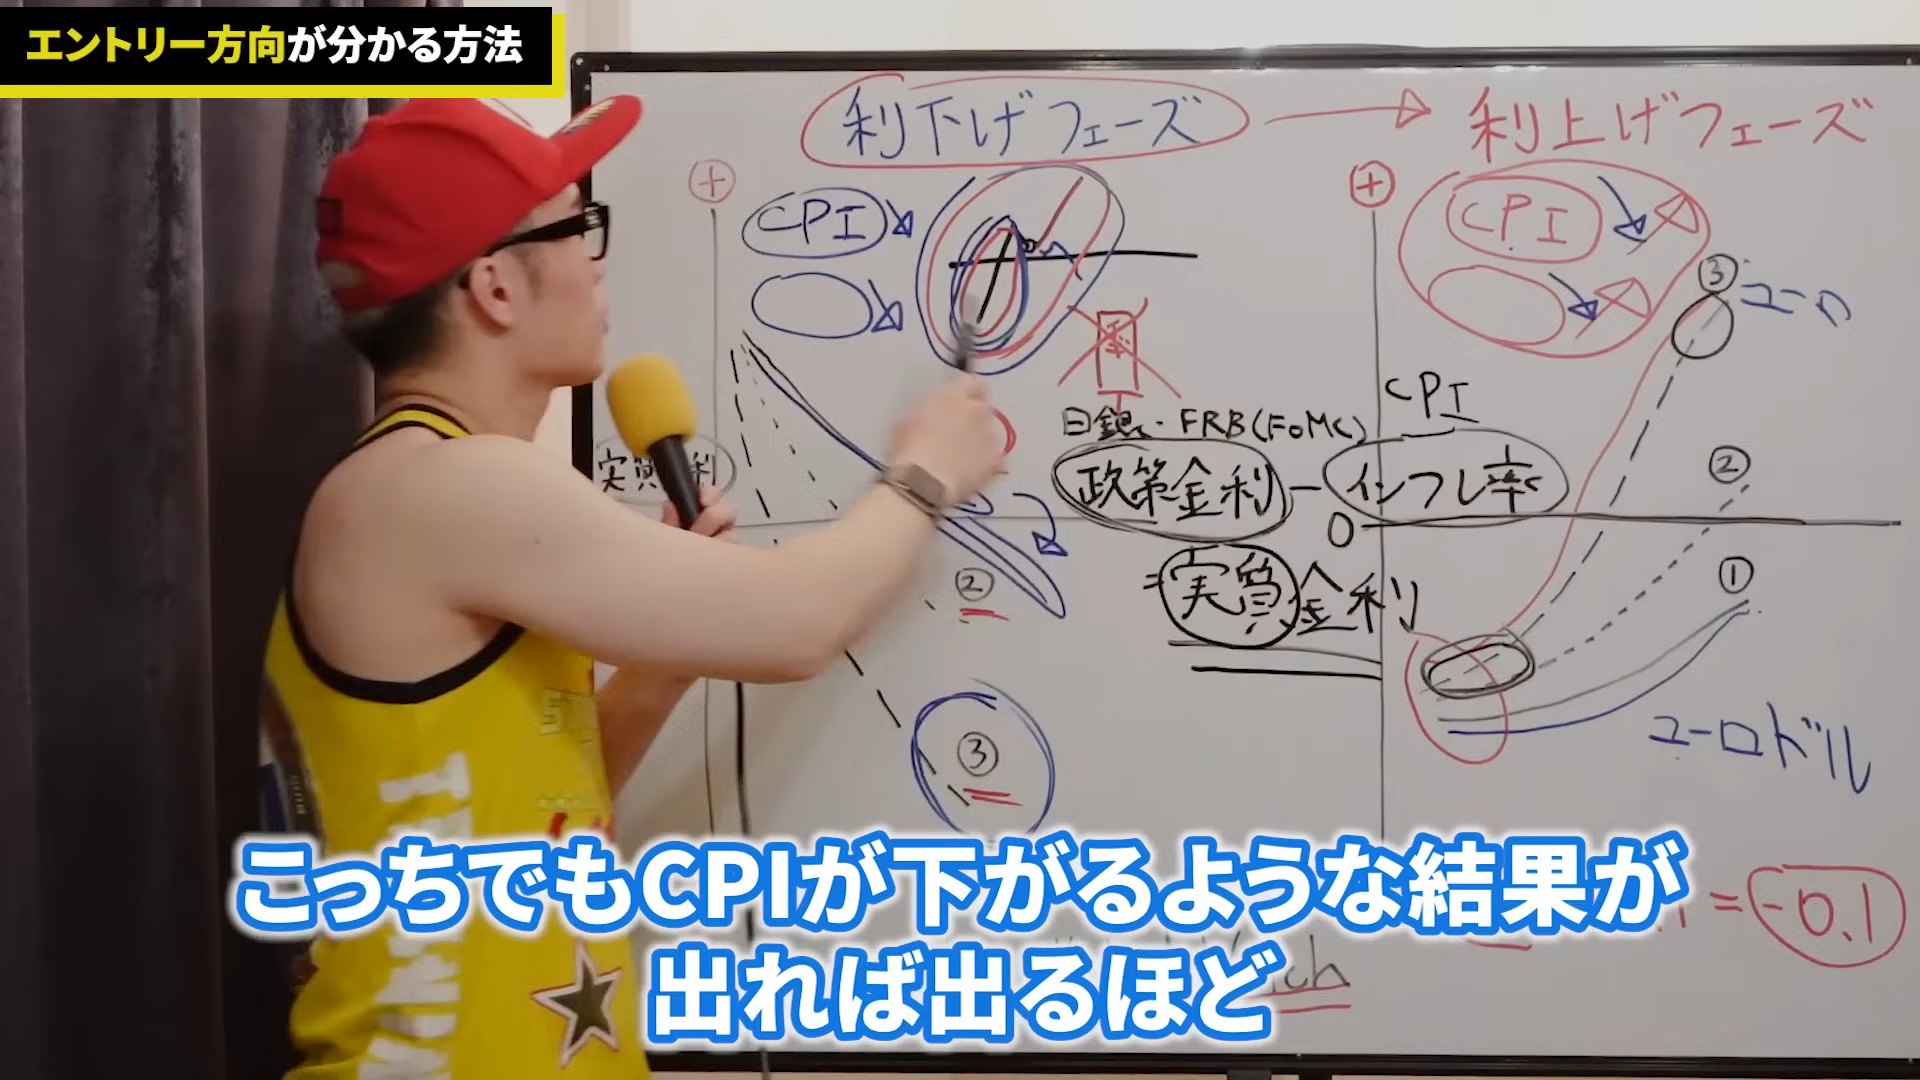 エントリー方向が分かる方法
利下げフェーズ
利上げフェーズ
+
+
CPI
CPI
③
ユーロ
CPI
日銀・FRB(FOMC)
政策金利-インフレ率
0
=実質金利
実質 利
②
①
②
③
ユーロドル
=-0.1
こっちでもCPIが下がるような結果が
出れば出るほど